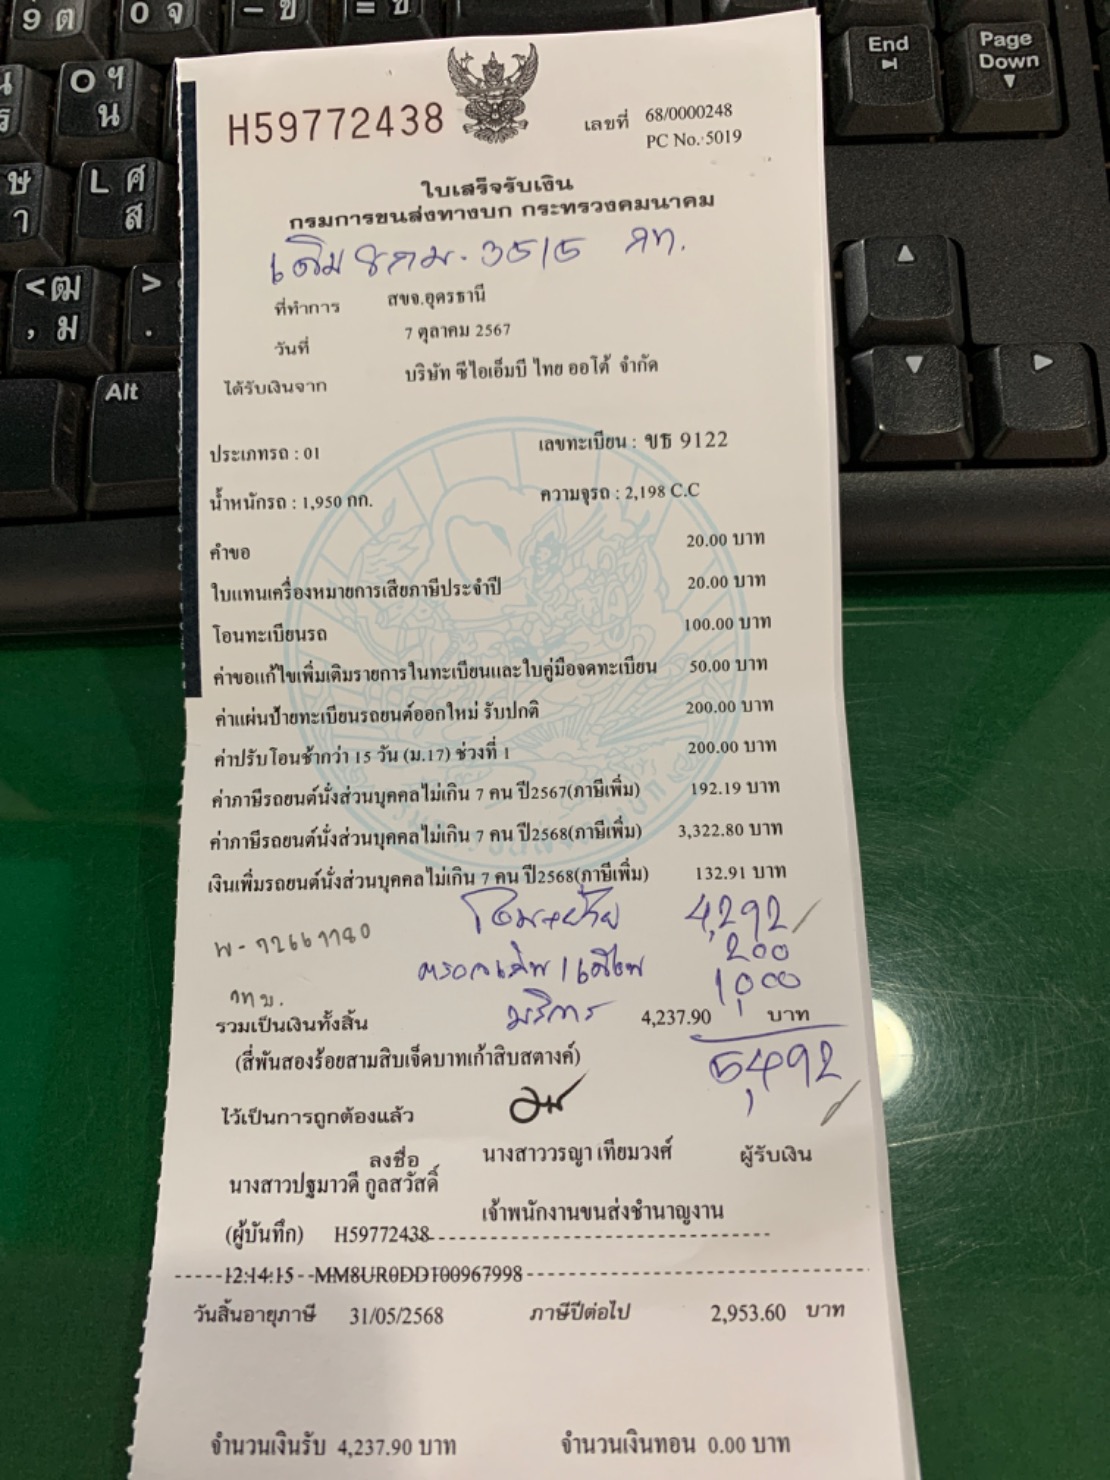 H59772438
เลขที่ 68/0000248
PC No. 5019
ใบเสร็จรับเงิน
กรมการขนส่งทางบก กระทรวงคมนาคม
เดิม 8กม.3515 กท.
ที่ทำการ สขจ.อุดรธานี
วันที่ 7 ตุลาคม 2567
ได้รับเงินจาก บริษัท ซีไอเอ็มบี ไทย ออโต้ จำกัด
ประเภทรถ : 01 เลขทะเบียน : ขธ 9122
น้ำหนักรถ : 1,950 กก. ความจุรถ : 2,198 C.C
คำขอ 20.00 บาท
ใบแทนเครื่องหมายการเสียภาษีประจำปี 20.00 บาท
โอนทะเบียนรถ 100.00 บาท
ค่าขอแก้ไขเพิ่มเติมรายการในทะเบียนและใบคู่มือจดทะเบียน 50.00 บาท
ค่าแผ่นป้ายทะเบียนรถยนต์ออกใหม่ รับปกติ 200.00 บาท
ค่าปรับโอนช้ากว่า 15 วัน (ม.17) ช่วงที่ 1 200.00 บาท
ค่าภาษีรถยนต์นั่งส่วนบุคคลไม่เกิน 7 คน ปี2567(ภาษีเพิ่ม) 192.19 บาท
ค่าภาษีรถยนต์นั่งส่วนบุคคลไม่เกิน 7 คน ปี2568(ภาษีเพิ่ม) 3,322.80 บาท
เงินเพิ่มรถยนต์นั่งส่วนบุคคลไม่เกิน 7 คน ปี2568(ภาษีเพิ่ม) 132.91 บาท
โอน+ย้าย 4,292
200
บริการ 1,000
รวมเป็นเงินทั้งสิ้น 4,237.90 บาท
(สี่พันสองร้อยสามสิบเจ็ดบาทเก้าสิบสตางค์) 5,492
ไว้เป็นการถูกต้องแล้ว
ลงชื่อ นางสาววรญา เทียมวงศ์ ผู้รับเงิน
นางสาวปฐมาวดี กูลสวัสดิ์
เจ้าพนักงานขนส่งชำนาญงาน
(ผู้บันทึก) H59772438
12:14:15 MM8UR0DDT00967998
วันสิ้นอายุภาษี 31/05/2568 ภาษีปีต่อไป 2,953.60 บาท
จำนวนเงินรับ 4,237.90 บาท จำนวนเงินทอน 0.00 บาท